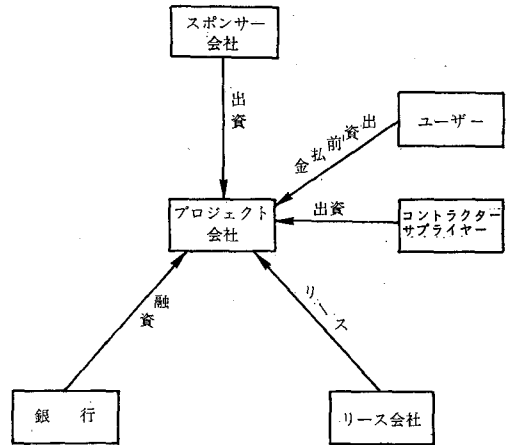 スポンサー
会社
出資
ユーザー
出資前払金
プロジェクト
会社
出資
コントラクター
サプライヤー
融資
リース
銀 行
リース会社